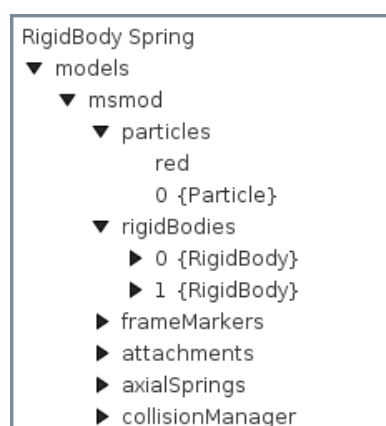 RigidBody Spring
models
msmod
particles
red
0 {Particle}
rigidBodies
0 {RigidBody}
1 {RigidBody}
frameMarkers
attachments
axialSprings
collisionManager